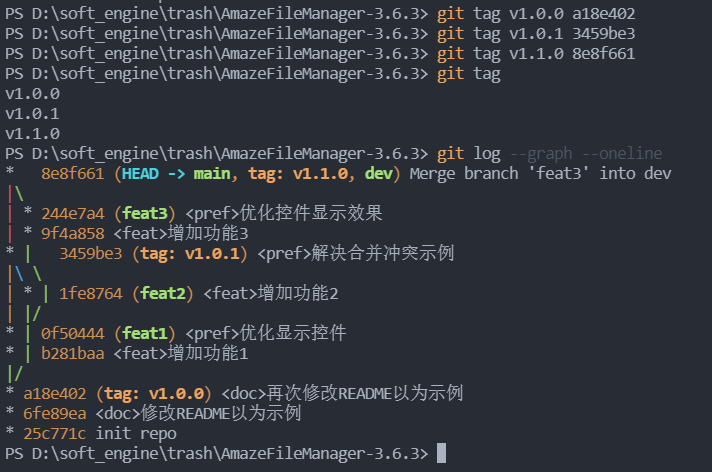 PS D:\soft_engine\trash\AmazeFileManager-3.6.3> git tag v1.0.0 a18e402
PS D:\soft_engine\trash\AmazeFileManager-3.6.3> git tag v1.0.1 3459be3
PS D:\soft_engine\trash\AmazeFileManager-3.6.3> git tag v1.1.0 8e8f661
PS D:\soft_engine\trash\AmazeFileManager-3.6.3> git tag
v1.0.0
v1.0.1
v1.1.0
PS D:\soft_engine\trash\AmazeFileManager-3.6.3> git log --graph --oneline
*   8e8f661 (HEAD -> main, tag: v1.1.0, dev) Merge branch 'feat3' into dev
|\
| * 244e7a4 (feat3) <pref>优化控件显示效果
| * 9f4a858 <feat>增加功能3
* |   3459be3 (tag: v1.0.1) <pref>解决合并冲突示例
|\ \
| * | 1fe8764 (feat2) <feat>增加功能2
| |/
* | 0f50444 (feat1) <pref>优化显示控件
* | b281baa <feat>增加功能1
|/
* a18e402 (tag: v1.0.0) <doc>再次修改README以为示例
* 6fe89ea <doc>修改README以为示例
* 25c771c init repo
PS D:\soft_engine\trash\AmazeFileManager-3.6.3>